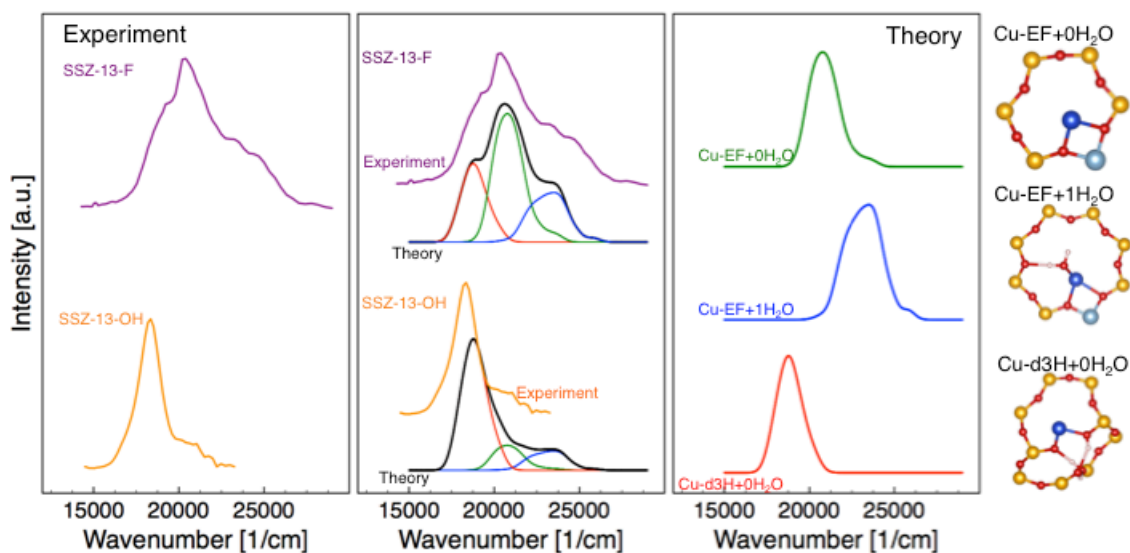 Intensity [a.u.]
Experiment
SSZ-13-F
SSZ-13-OH
15000 20000 25000
Wavenumber [1/cm]
SSZ-13-F
Experiment
Theory
SSZ-13-OH
Experiment
Theory
15000 20000 25000
Wavenumber [1/cm]
Theory
Cu-EF+0H₂O
Cu-EF+1H₂O
Cu-d3H+0H₂O
15000 20000 25000
Wavenumber [1/cm]
Cu-EF+0H₂O
Cu-EF+1H₂O
Cu-d3H+0H₂O